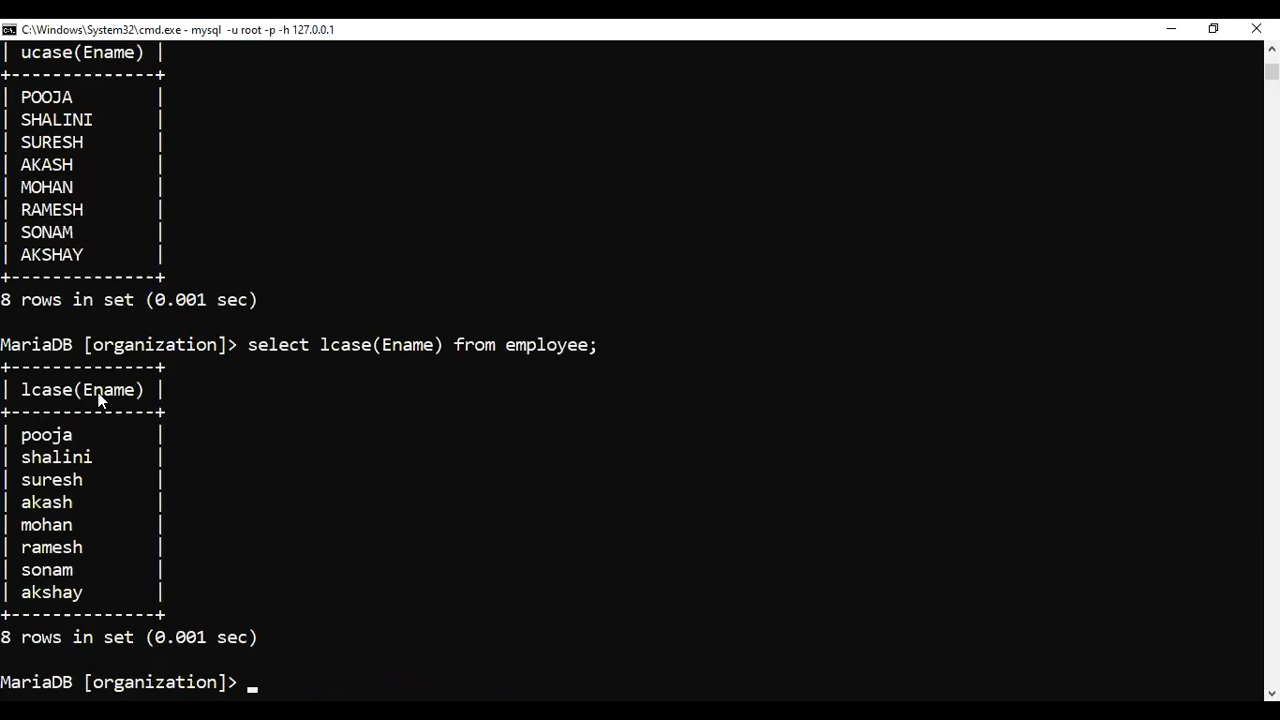 C:\Windows\System32\cmd.exe - mysql  -u root -p -h 127.0.0.1
| ucase(Ename) |
+--------------+
| POOJA        |
| SHALINI      |
| SURESH       |
| AKASH        |
| MOHAN        |
| RAMESH       |
| SONAM        |
| AKSHAY       |
+--------------+
8 rows in set (0.001 sec)
MariaDB [organization]> select lcase(Ename) from employee;
+--------------+
| lcase(Ename) |
+--------------+
| pooja        |
| shalini      |
| suresh       |
| akash        |
| mohan        |
| ramesh       |
| sonam        |
| akshay       |
+--------------+
8 rows in set (0.001 sec)
MariaDB [organization]> _